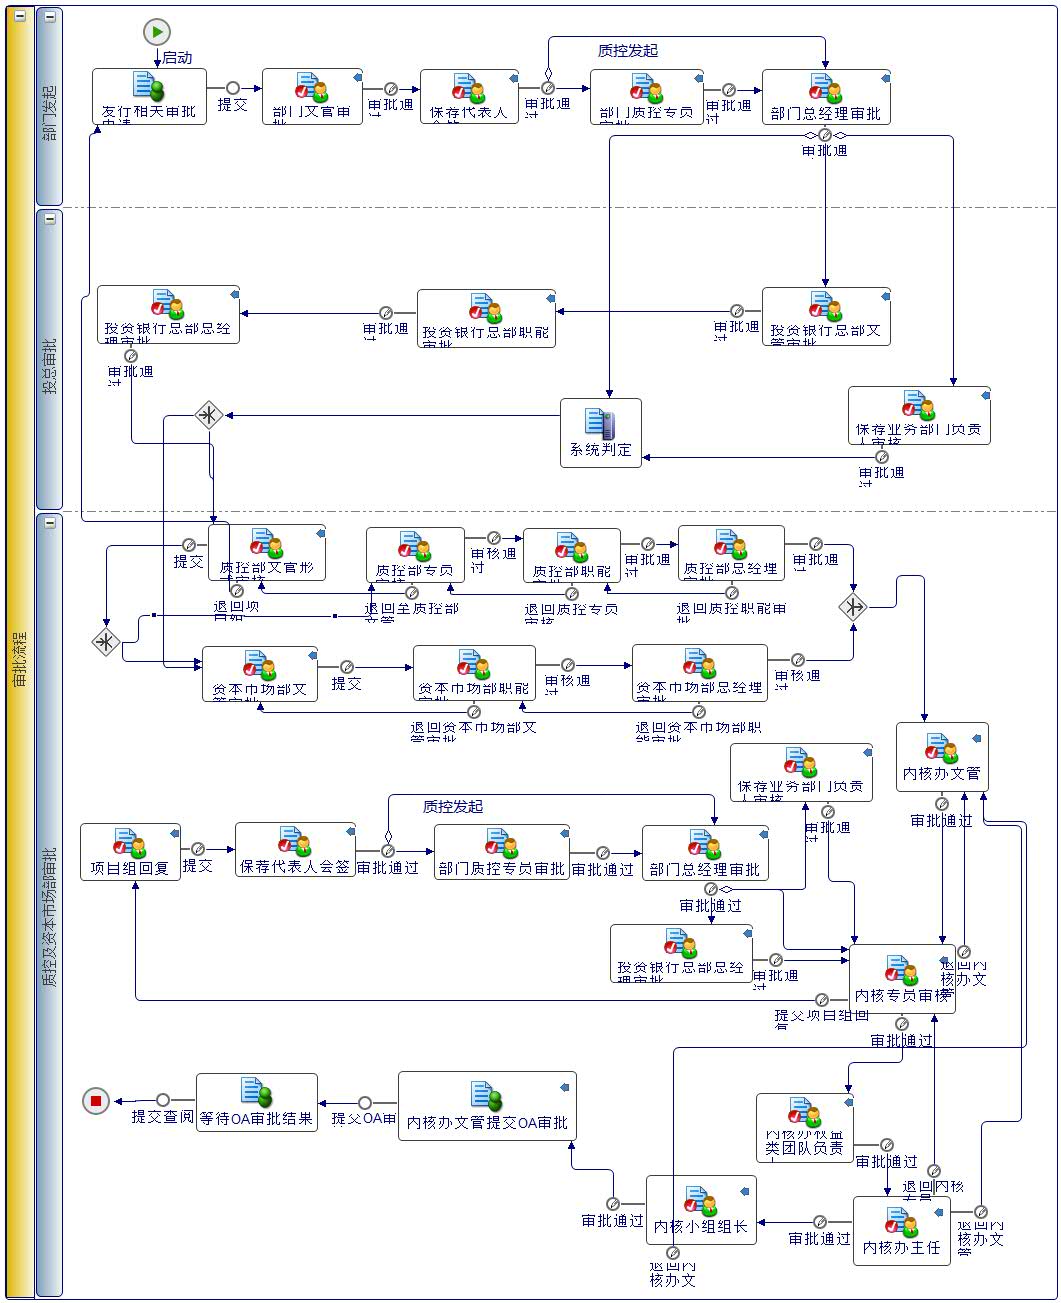 审批流程
部门发起
启动
发行相关审批
申请
提交
部门文官审
批
审批通
过
保荐代表人
会签
审批通
过
质控发起
部门质控专员
审批
审批通
过
部门总经理审批
审批通
投总审批
投资银行总部总经
理审批
审批通
过
投资银行总部职能
审批
审批通
过
投资银行总部文
管审批
审批通
过
审批通
过
系统判定
保荐业务部门负责
人审核
审批通
过
质控及资本市场部审批
提交
质控部文官形
式审核
退回项
目组
质控部专员
审核
退回至质控部
文管
审核通
过
质控部职能
审批
退回质控专员
审核
审批通
过
质控部总经理
审批
退回质控职能审
批
审批通
过
资本市场部文
管审批
提交
资本市场部职能
审批
退回资本市场部文
管审批
审核通
过
资本市场部总经理
审批
退回资本市场部职
能审批
审核通
过
保荐业务部门负责
人审核
审批通
过
内核办文管
审批通过
质控发起
项目组回复
提交
保荐代表人会签
审批通过
部门质控专员审批
审批通过
部门总经理审批
审批通过
投资银行总部总经
理审批
审批通
过
内核专员审核
退回内
核办文
管
提交项目组回
复
审批通过
提交查阅
等待OA审批结果
提交OA审
内核办文管提交OA审批
内核办权益
类团队负责
人
审批通过
退回内核
专员
审批通过
内核小组组长
退回内
核办文
审批通过
内核办主任
退回内
核办文
管